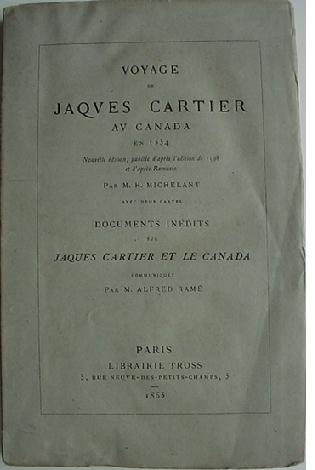 VOYAGE
DE
JAQVES CARTIER
AV CANADA
EN 1534
Nouvelle édition, publiée d'après l'édition de 1598
et d'après Ramusio
PAR M. H. MICHELANT
AVEC DEUX CARTES
DOCUMENTS INÉDITS
SUR
JAQUES CARTIER ET LE CANADA
COMMUNIQUÉS
PAR M. ALFRED RAMÉ
PARIS
LIBRAIRIE TROSS
5, RUE NEUVE-DES-PETITS-CHAMPS, 5
1865